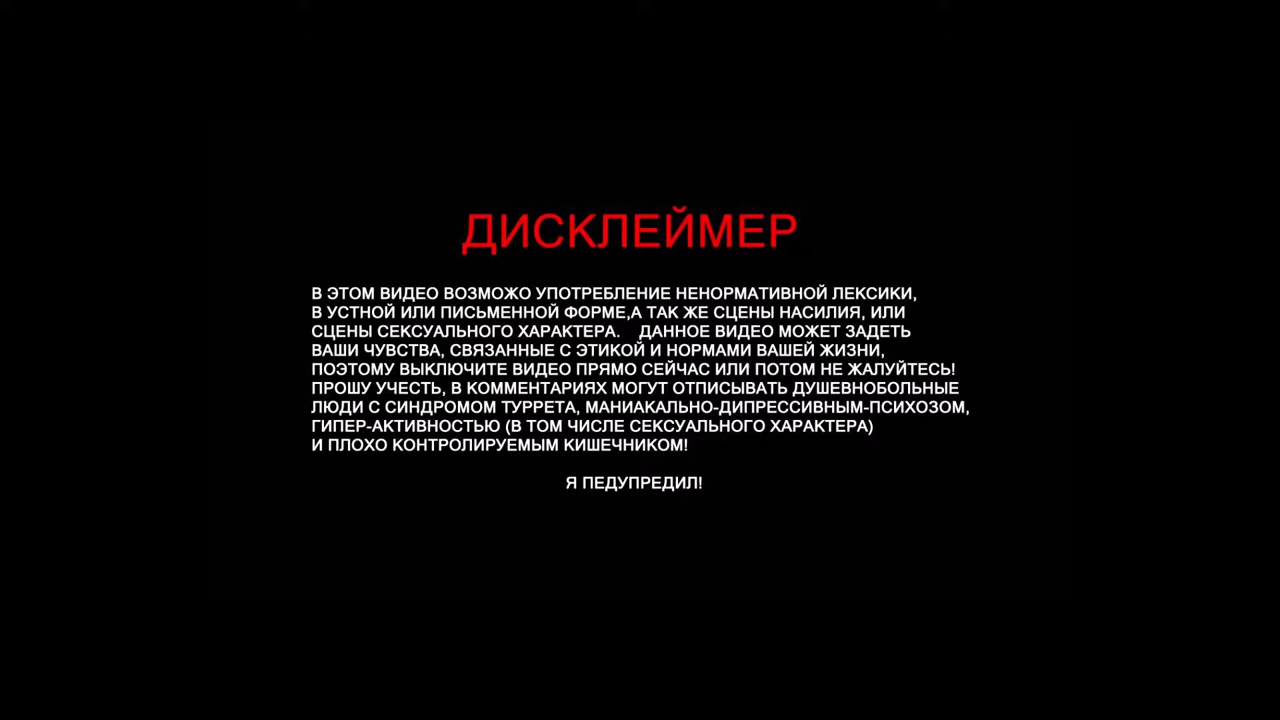 ДИСКЛЕЙМЕР
В ЭТОМ ВИДЕО ВОЗМОЖО УПОТРЕБЛЕНИЕ НЕНОРМАТИВНОЙ ЛЕКСИКИ,
В УСТНОЙ ИЛИ ПИСЬМЕННОЙ ФОРМЕ,А ТАК ЖЕ СЦЕНЫ НАСИЛИЯ, ИЛИ
СЦЕНЫ СЕКСУАЛЬНОГО ХАРАКТЕРА. ДАННОЕ ВИДЕО МОЖЕТ ЗАДЕТЬ
ВАШИ ЧУВСТВА, СВЯЗАННЫЕ С ЭТИКОЙ И НОРМАМИ ВАШЕЙ ЖИЗНИ,
ПОЭТОМУ ВЫКЛЮЧИТЕ ВИДЕО ПРЯМО СЕЙЧАС ИЛИ ПОТОМ НЕ ЖАЛУЙТЕСЬ!
ПРОШУ УЧЕСТЬ, В КОММЕНТАРИЯХ МОГУТ ОТПИСЫВАТЬ ДУШЕВНОБОЛЬНЫЕ
ЛЮДИ С СИНДРОМОМ ТУРРЕТА, МАНИАКАЛЬНО-ДИПРЕССИВНЫМ-ПСИХОЗОМ,
ГИПЕР-АКТИВНОСТЬЮ (В ТОМ ЧИСЛЕ СЕКСУАЛЬНОГО ХАРАКТЕРА)
И ПЛОХО КОНТРОЛИРУЕМЫМ КИШЕЧНИКОМ!
Я ПЕДУПРЕДИЛ!